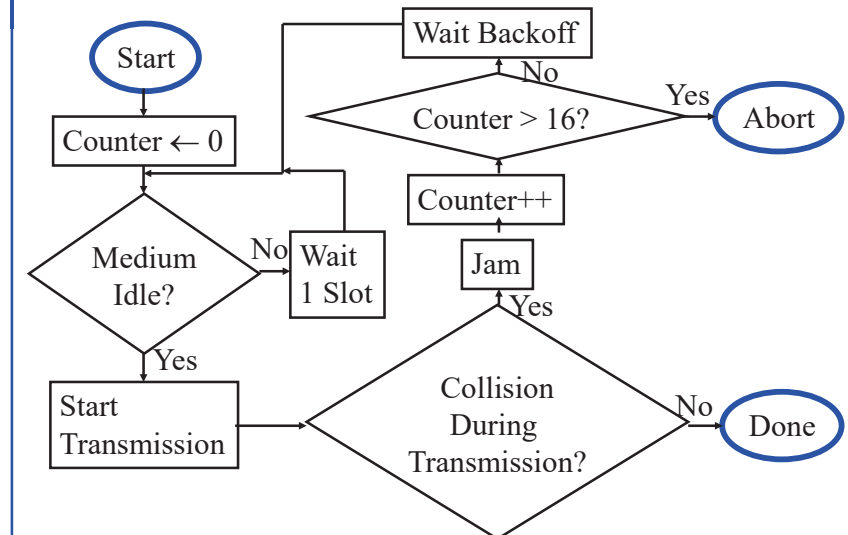 Start
Counter ← 0
Medium
Idle?
No
Wait
1 Slot
Yes
Start
Transmission
Collision
During
Transmission?
No
Done
Yes
Jam
Counter++
Counter > 16?
Yes
Abort
No
Wait Backoff